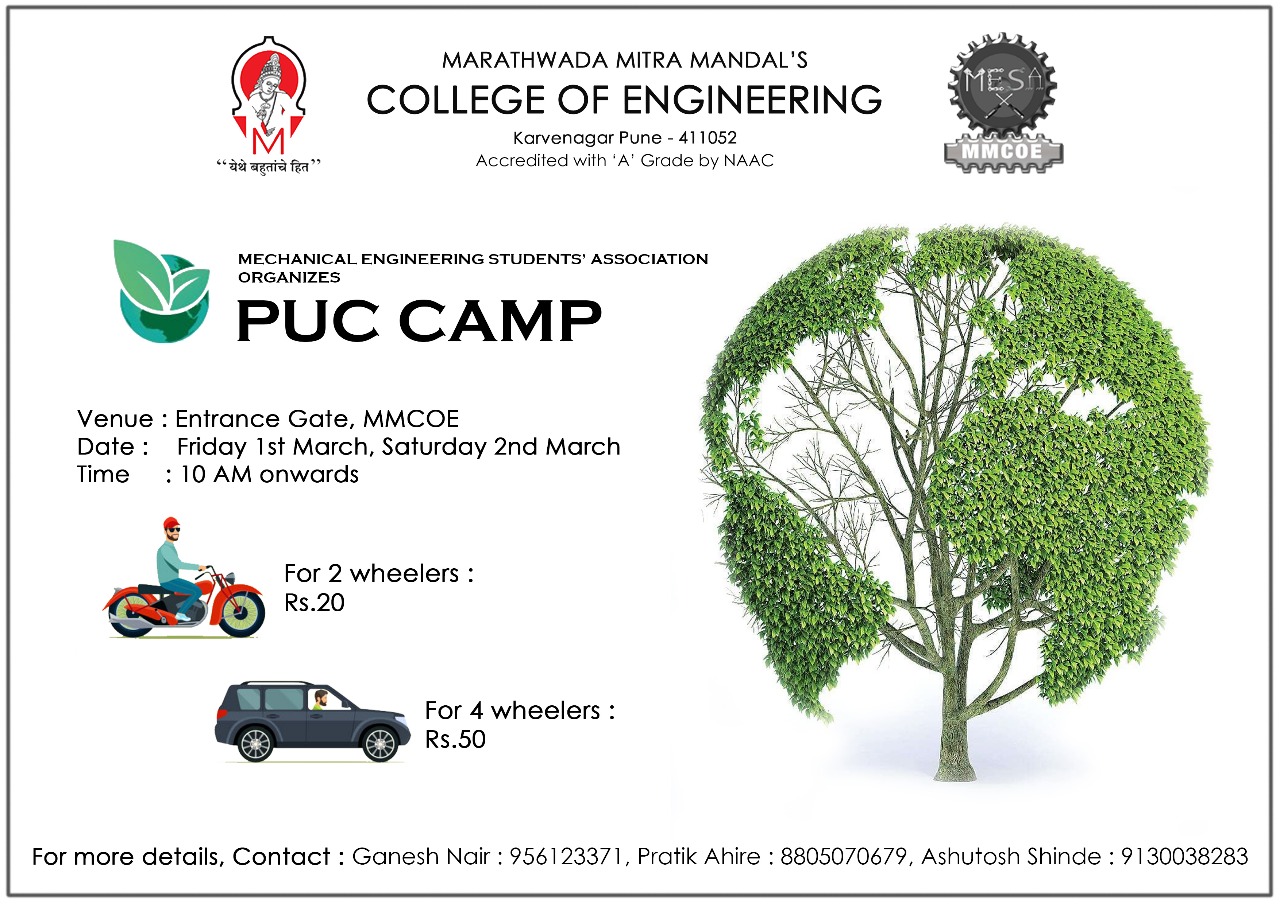 MARATHWADA MITRA MANDAL'S
COLLEGE OF ENGINEERING
Karvenagar Pune - 411052
Accredited with 'A' Grade by NAAC
M
“येथे बहुतांचे हित”
MESA
MMCOE
MECHANICAL ENGINEERING STUDENTS' ASSOCIATION
ORGANIZES
PUC CAMP
Venue : Entrance Gate, MMCOE
Date : Friday 1st March, Saturday 2nd March
Time : 10 AM onwards
For 2 wheelers :
Rs.20
For 4 wheelers :
Rs.50
For more details, Contact : Ganesh Nair : 956123371, Pratik Ahire : 8805070679, Ashutosh Shinde : 9130038283